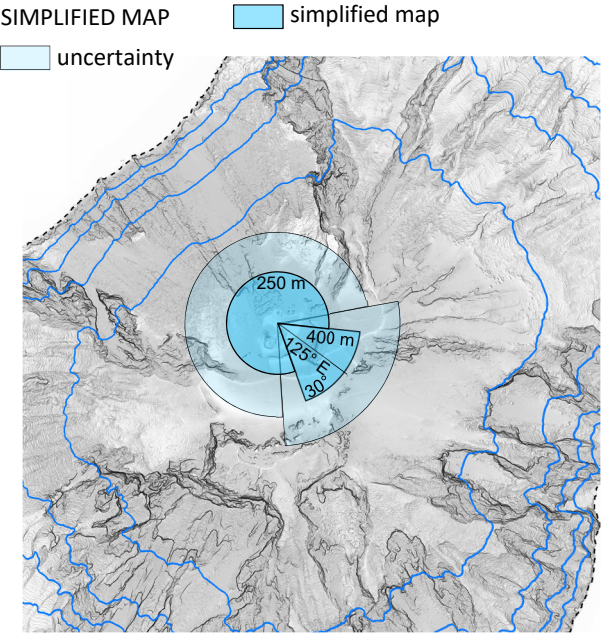 SIMPLIFIED MAP
simplified map
uncertainty
250 m
400 m
125° E
30°